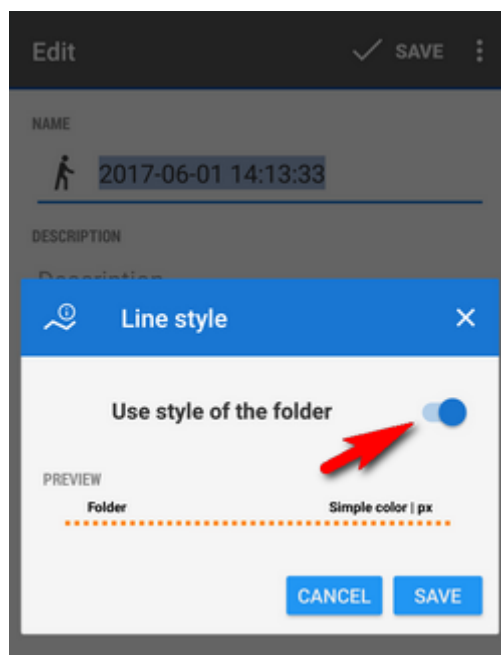 Edit SAVE
NAME
2017-06-01 14:13:33
DESCRIPTION
Description
Line style
Use style of the folder
PREVIEW
Folder Simple color | px
CANCEL SAVE